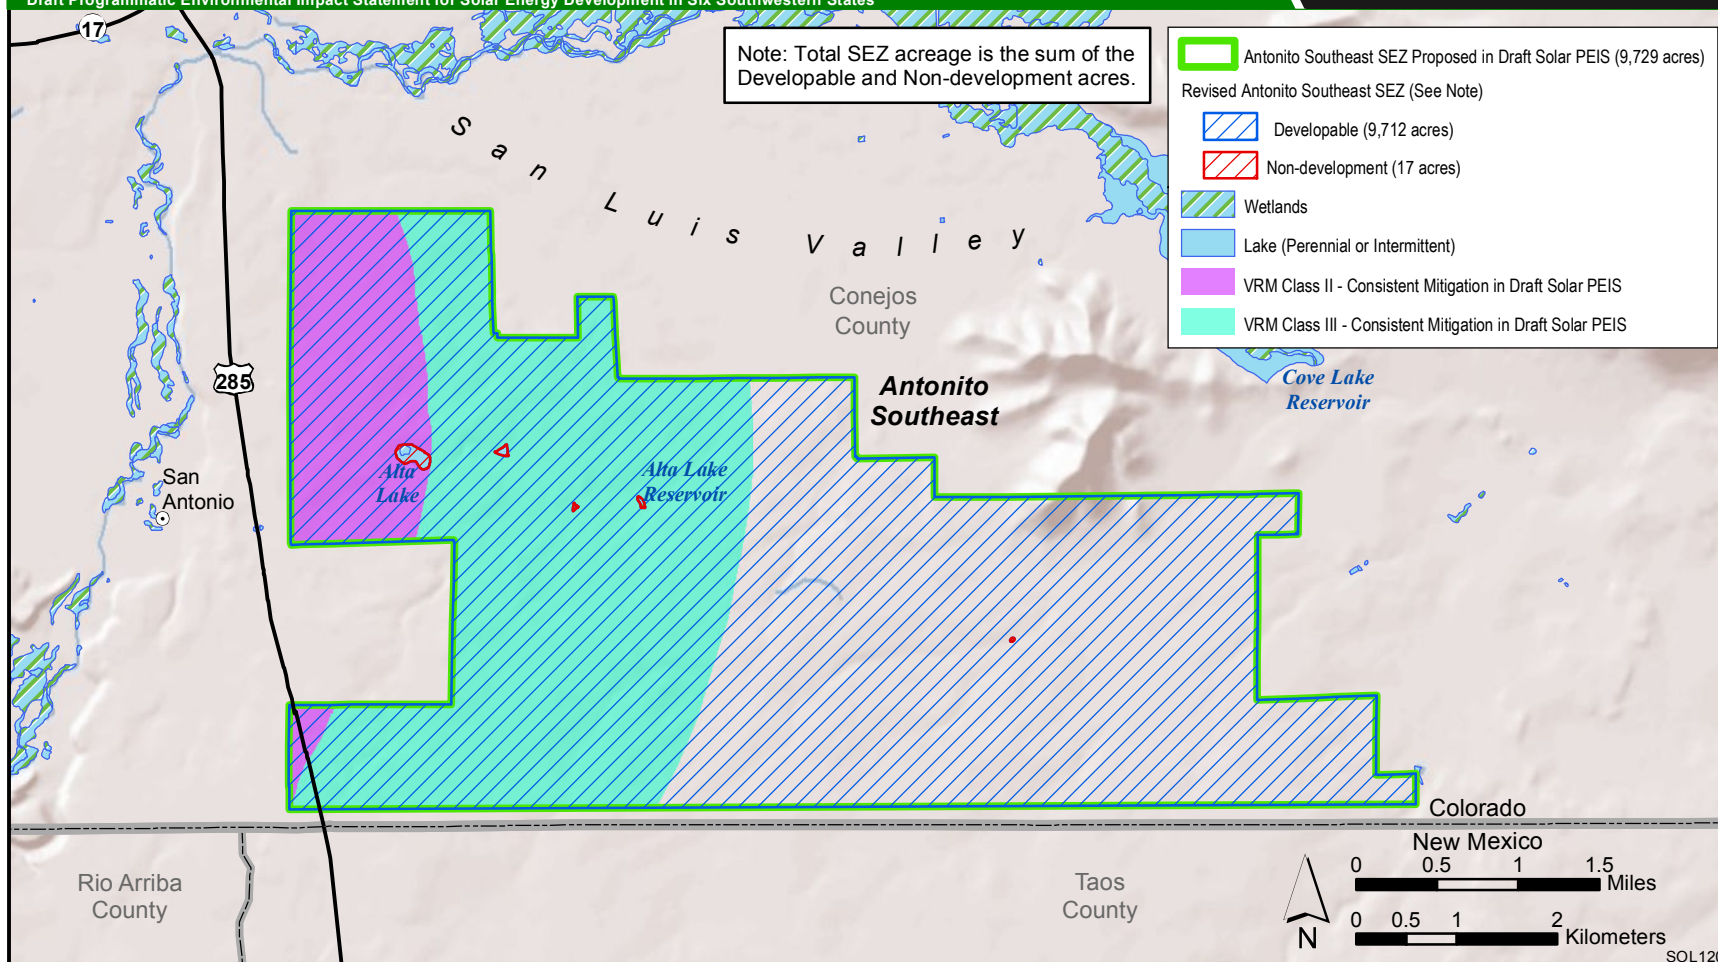 Draft Programmatic Environmental Impact Statement for Solar Energy Development in Six Southwestern States
17
Note: Total SEZ acreage is the sum of the
Developable and Non-development acres.
Antonito Southeast SEZ Proposed in Draft Solar PEIS (9,729 acres)
Revised Antonito Southeast SEZ (See Note)
Developable (9,712 acres)
Non-development (17 acres)
Wetlands
Lake (Perennial or Intermittent)
VRM Class II - Consistent Mitigation in Draft Solar PEIS
VRM Class III - Consistent Mitigation in Draft Solar PEIS
San Luis Valley
Conejos
County
285
Antonito
Southeast
Cove Lake
Reservoir
Alta
Lake
Alta Lake
Reservoir
San
Antonio
Colorado
New Mexico
Rio Arriba
County
Taos
County
N
0 0.5 1 1.5
Miles
0 0.5 1 2
Kilometers
SOL120